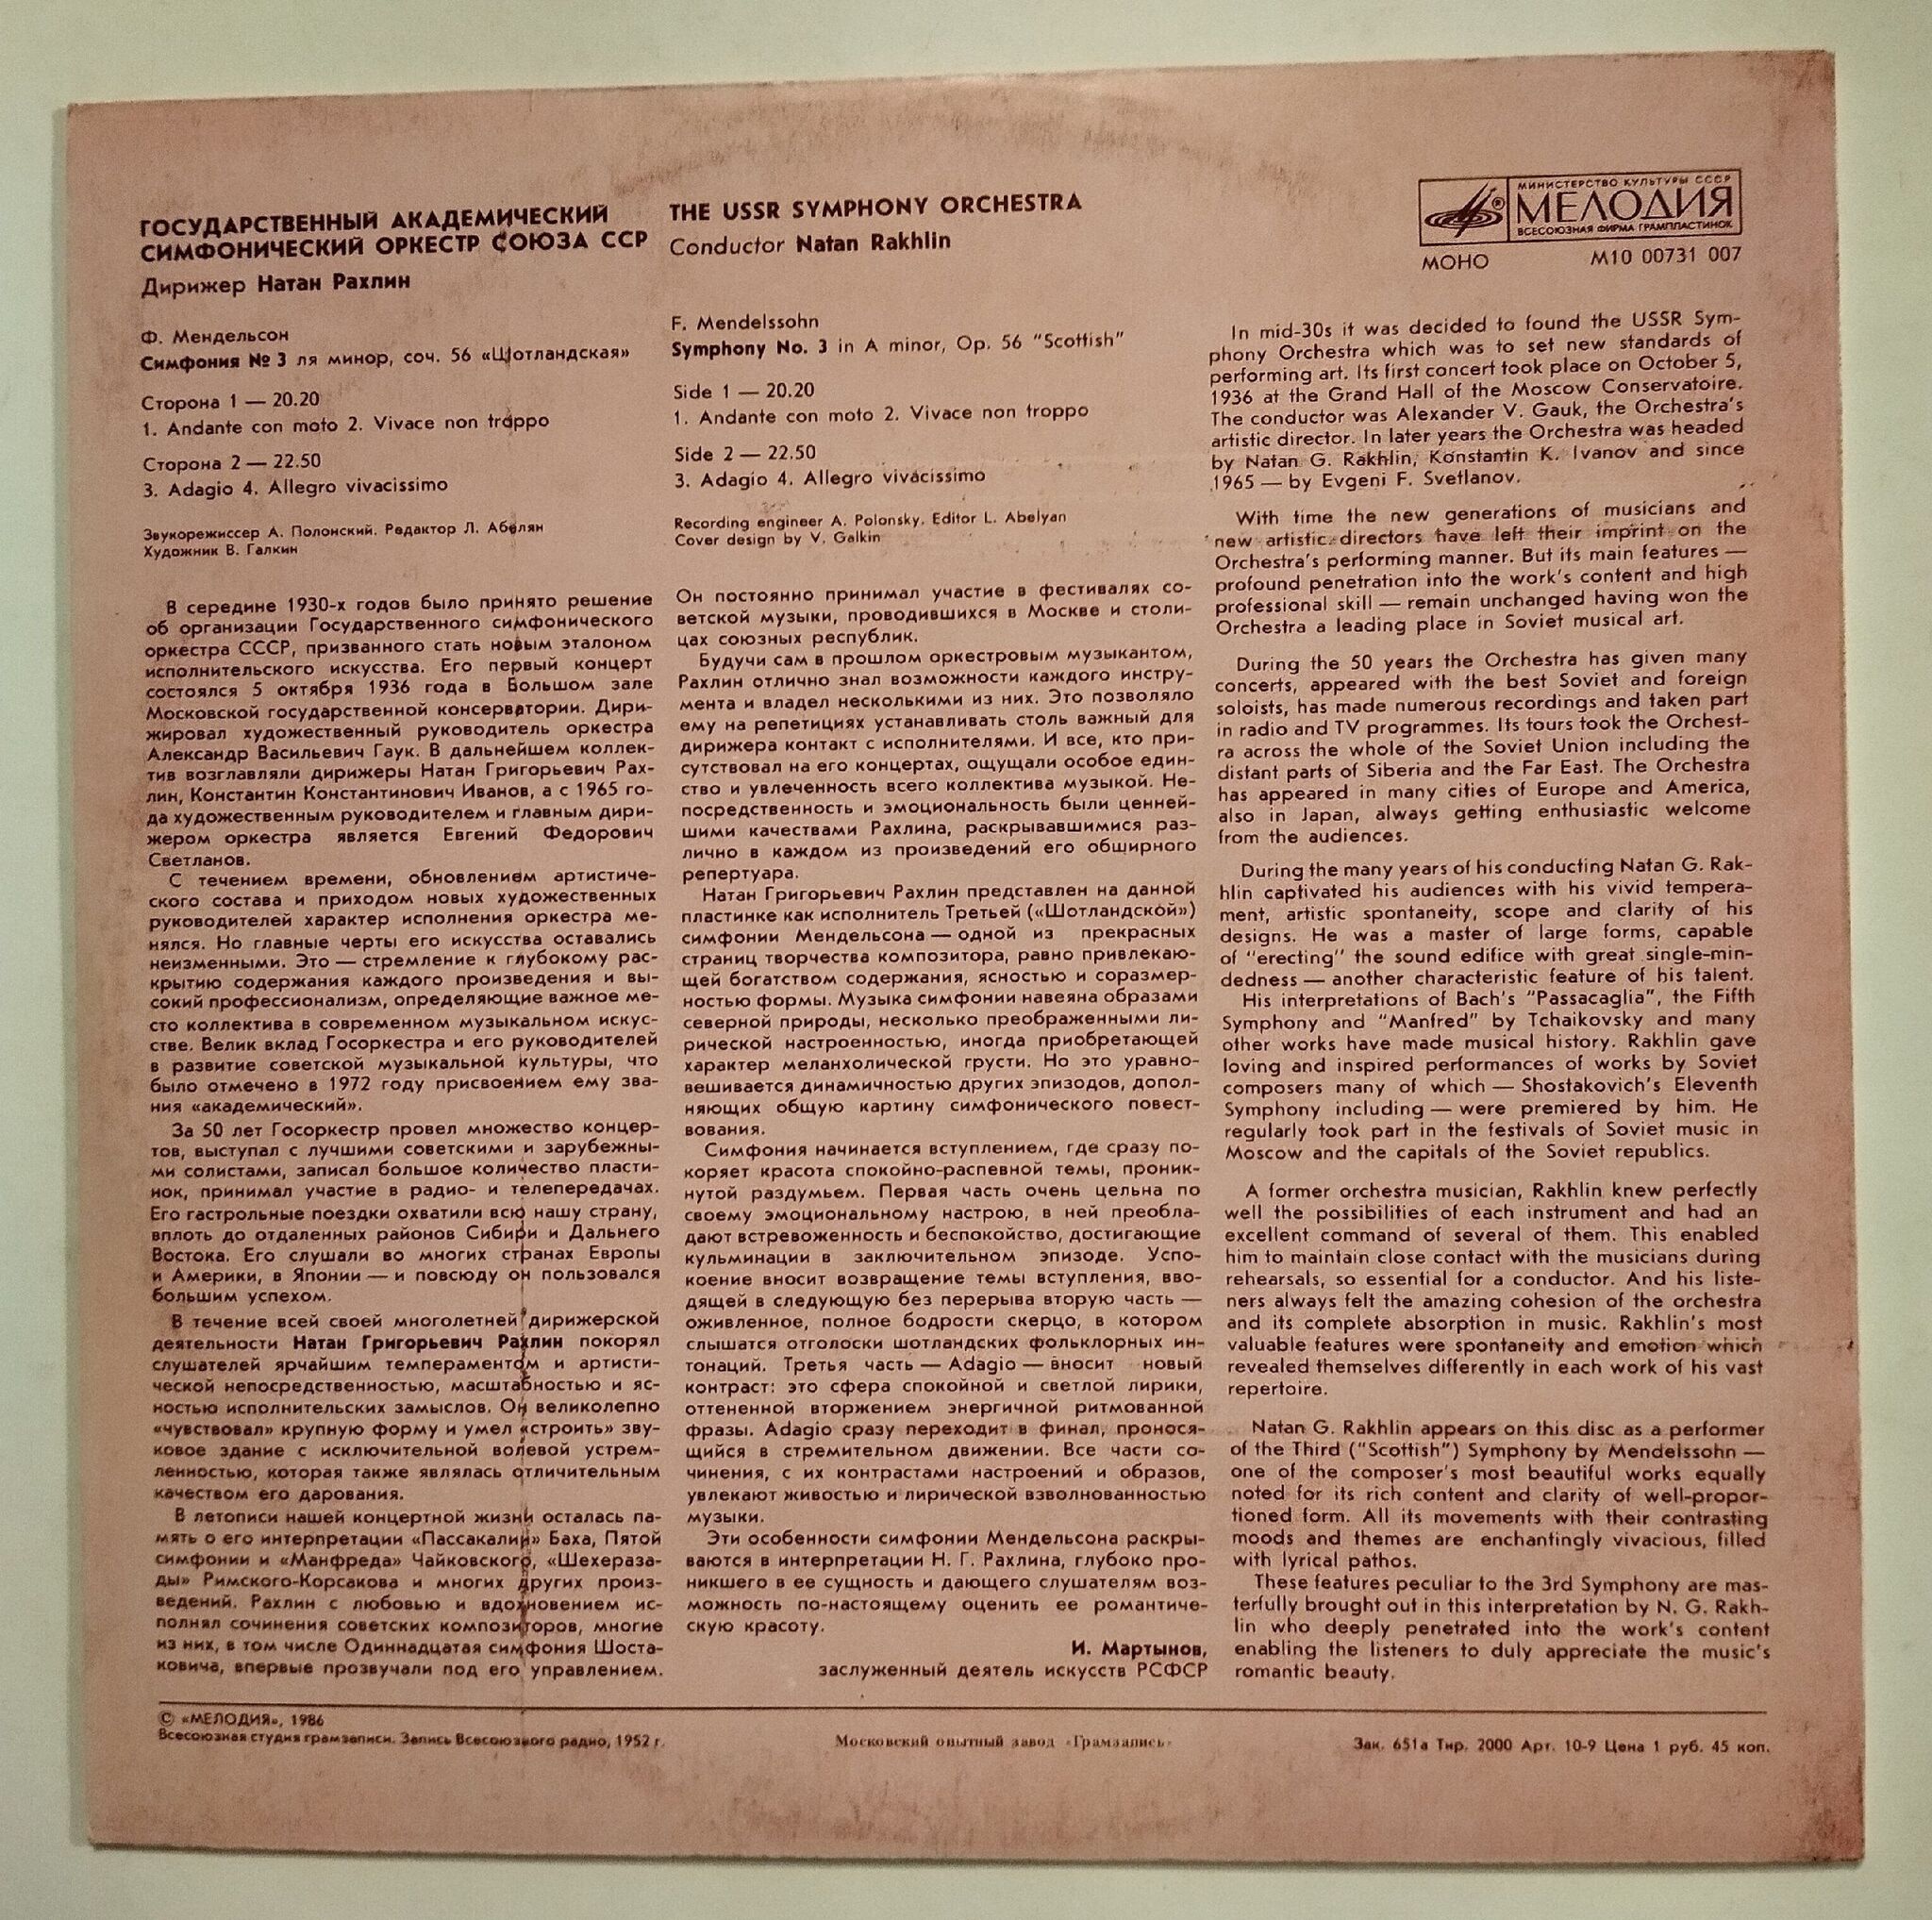 ГОСУДАРСТВЕННЫЙ АКАДЕМИЧЕСКИЙ
СИМФОНИЧЕСКИЙ ОРКЕСТР СОЮЗА ССР
Дирижер Натан Рахлин
Ф. Мендельсон
Симфония № 3 ля минор, соч. 56 «Шотландская»
Сторона 1 — 20.20
1. Andante con moto 2. Vivace non troppo
Сторона 2 — 22.50
3. Adagio 4. Allegro vivacissimo
Звукорежиссер А. Полонский. Редактор Л. Абелян
Художник В. Галкин
THE USSR SYMPHONY ORCHESTRA
Conductor Natan Rakhlin
F. Mendelssohn
Symphony No. 3 in A minor, Op. 56 "Scottish"
Side 1 — 20.20
1. Andante con moto 2. Vivace non troppo
Side 2 — 22.50
3. Adagio 4. Allegro vivacissimo
Recording engineer A. Polonsky. Editor L. Abelyan
Cover design by V. Galkin
МИНИСТЕРСТВО КУЛЬТУРЫ СССР
® МЕЛОДИЯ
ВСЕСОЮЗНАЯ ФИРМА ГРАМПЛАСТИНОК
МОНО М10 00731 007
В середине 1930-х годов было принято решение
об организации Государственного симфонического
оркестра СССР, призванного стать новым эталоном
исполнительского искусства. Его первый концерт
состоялся 5 октября 1936 года в Большом зале
Московской государственной консерватории. Дири-
жировал художественный руководитель оркестра
Александр Васильевич Гаук. В дальнейшем коллек-
тив возглавляли дирижеры Натан Григорьевич Рах-
лин, Константин Константинович Иванов, а с 1965 го-
да художественным руководителем и главным дири-
жером оркестра является Евгений Федорович
Светланов.
С течением времени, обновлением артистиче-
ского состава и приходом новых художественных
руководителей характер исполнения оркестра ме-
нялся. Но главные черты его искусства оставались
неизменными. Это — стремление к глубокому рас-
крытию содержания каждого произведения и вы-
сокий профессионализм, определяющие важное ме-
сто коллектива в современном музыкальном искус-
стве. Велик вклад Госоркестра и его руководителей
в развитие советской музыкальной культуры, что
было отмечено в 1972 году присвоением ему зва-
ния «академический».
За 50 лет Госоркестр провел множество концер-
тов, выступал с лучшими советскими и зарубежны-
ми солистами, записал большое количество пласти-
нок, принимал участие в радио- и телепередачах.
Его гастрольные поездки охватили всю нашу страну,
вплоть до отдаленных районов Сибири и Дальнего
Востока. Его слушали во многих странах Европы
и Америки, в Японии — и повсюду он пользовался
большим успехом.
В течение всей своей многолетней дирижерской
деятельности Натан Григорьевич Рахлин покорял
слушателей ярчайшим темпераментом и артисти-
ческой непосредственностью, масштабностью и яс-
ностью исполнительских замыслов. Он великолепно
«чувствовал» крупную форму и умел «строить» зву-
ковое здание с исключительной волевой устрем-
ленностью, которая также являлась отличительным
качеством его дарования.
В летописи нашей концертной жизни осталась па-
мять о его интерпретации «Пассакалии» Баха, Пятой
симфонии и «Манфреда» Чайковского, «Шехераза-
ды» Римского-Корсакова и многих других произ-
ведений. Рахлин с любовью и вдохновением ис-
полнял сочинения советских композиторов, многие
из них, в том числе Одиннадцатая симфония Шоста-
ковича, впервые прозвучали под его управлением.
Он постоянно принимал участие в фестивалях со-
ветской музыки, проводившихся в Москве и столи-
цах союзных республик.
Будучи сам в прошлом оркестровым музыкантом,
Рахлин отлично знал возможности каждого инстру-
мента и владел несколькими из них. Это позволяло
ему на репетициях устанавливать столь важный для
дирижера контакт с исполнителями. И все, кто при-
сутствовал на его концертах, ощущали особое един-
ство и увлеченность всего коллектива музыкой. Не-
посредственность и эмоциональность были ценней-
шими качествами Рахлина, раскрывавшимися раз-
лично в каждом из произведений его обширного
репертуара.
Натан Григорьевич Рахлин представлен на данной
пластинке как исполнитель Третьей («Шотландской»)
симфонии Мендельсона — одной из прекрасных
страниц творчества композитора, равно привлекаю-
щей богатством содержания, ясностью и соразмер-
ностью формы. Музыка симфонии навеяна образами
северной природы, несколько преображенными ли-
рической настроенностью, иногда приобретающей
характер меланхолической грусти. Но это уравно-
вешивается динамичностью других эпизодов, допол-
няющих общую картину симфонического повест-
вования.
Симфония начинается вступлением, где сразу по-
коряет красота спокойно-распевной темы, проник-
нутой раздумьем. Первая часть очень цельна по
своему эмоциональному настрою, в ней преобла-
дают встревоженность и беспокойство, достигающие
кульминации в заключительном эпизоде. Успо-
коение вносит возвращение темы вступления, вво-
дящей в следующую без перерыва вторую часть —
оживленное, полное бодрости скерцо, в котором
слышатся отголоски шотландских фольклорных ин-
тонаций. Третья часть — Adagio — вносит новый
контраст: это сфера спокойной и светлой лирики,
оттененной вторжением энергичной ритмованной
фразы. Adagio сразу переходит в финал, пронося-
щийся в стремительном движении. Все части со-
чинения, с их контрастами настроений и образов,
увлекают живостью и лирической взволнованностью
музыки.
Эти особенности симфонии Мендельсона раскры-
ваются в интерпретации Н. Г. Рахлина, глубоко про-
никшего в ее сущность и дающего слушателям воз-
можность по-настоящему оценить ее романтиче-
скую красоту.
И. Мартынов,
заслуженный деятель искусств РСФСР
In mid-30s it was decided to found the USSR Sym-
phony Orchestra which was to set new standards of
performing art. Its first concert took place on October 5,
1936 at the Grand Hall of the Moscow Conservatoire.
The conductor was Alexander V. Gauk, the Orchestra's
artistic director. In later years the Orchestra was headed
by Natan G. Rakhlin, Konstantin K. Ivanov and since
1965 — by Evgeni F. Svetlanov.
With time the new generations of musicians and
new artistic directors have left their imprint on the
Orchestra's performing manner. But its main features —
profound penetration into the work's content and high
professional skill — remain unchanged having won the
Orchestra a leading place in Soviet musical art.
During the 50 years the Orchestra has given many
concerts, appeared with the best Soviet and foreign
soloists, has made numerous recordings and taken part
in radio and TV programmes. Its tours took the Orchest-
ra across the whole of the Soviet Union including the
distant parts of Siberia and the Far East. The Orchestra
has appeared in many cities of Europe and America,
also in Japan, always getting enthusiastic welcome
from the audiences.
During the many years of his conducting Natan G. Rak-
hlin captivated his audiences with his vivid tempera-
ment, artistic spontaneity, scope and clarity of his
designs. He was a master of large forms, capable
of "erecting" the sound edifice with great single-min-
dedness — another characteristic feature of his talent.
His interpretations of Bach's "Passacaglia", the Fifth
Symphony and "Manfred" by Tchaikovsky and many
other works have made musical history. Rakhlin gave
loving and inspired performances of works by Soviet
composers many of which — Shostakovich's Eleventh
Symphony including — were premiered by him. He
regularly took part in the festivals of Soviet music in
Moscow and the capitals of the Soviet republics.
A former orchestra musician, Rakhlin knew perfectly
well the possibilities of each instrument and had an
excellent command of several of them. This enabled
him to maintain close contact with the musicians during
rehearsals, so essential for a conductor. And his liste-
ners always felt the amazing cohesion of the orchestra
and its complete absorption in music. Rakhlin's most
valuable features were spontaneity and emotion which
revealed themselves differently in each work of his vast
repertoire.
Natan G. Rakhlin appears on this disc as a performer
of the Third ("Scottish") Symphony by Mendelssohn —
one of the composer's most beautiful works equally
noted for its rich content and clarity of well-propor-
tioned form. All its movements with their contrasting
moods and themes are enchantingly vivacious, filled
with lyrical pathos.
These features peculiar to the 3rd Symphony are mas-
terfully brought out in this interpretation by N. G. Rakh-
lin who deeply penetrated into the work's content
enabling the listeners to duly appreciate the music's
romantic beauty.
© «МЕЛОДИЯ», 1986
Всесоюзная студия грамзаписи. Запись Всесоюзного радио, 1952 г.
Московский опытный завод «Грамзапись»
Зак. 651а Тир. 2000 Арт. 10-9 Цена 1 руб. 45 коп.